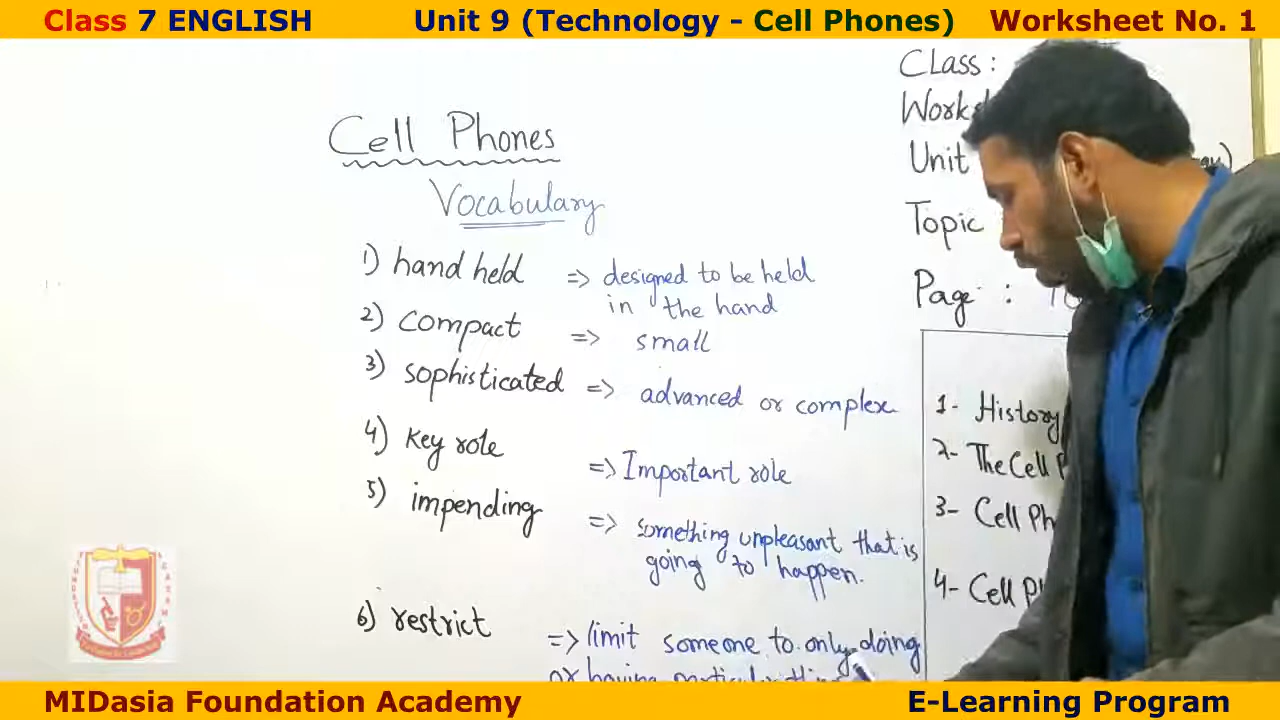 Class 7 ENGLISH Unit 9 (Technology - Cell Phones) Worksheet No. 1
Cell Phones
Vocabulary
1) hand held => designed to be held
in the hand
2) compact => small
3) sophisticated => advanced or complex
4) Key role => Important role
5) impending => something unpleasant that is
going to happen.
6) restrict => limit someone to only doing
or having particular
Class :
Unit
Topic
Page :
1- History
2- The Cell
3- Cell
4- Cell
MIDasia Foundation Academy E-Learning Program